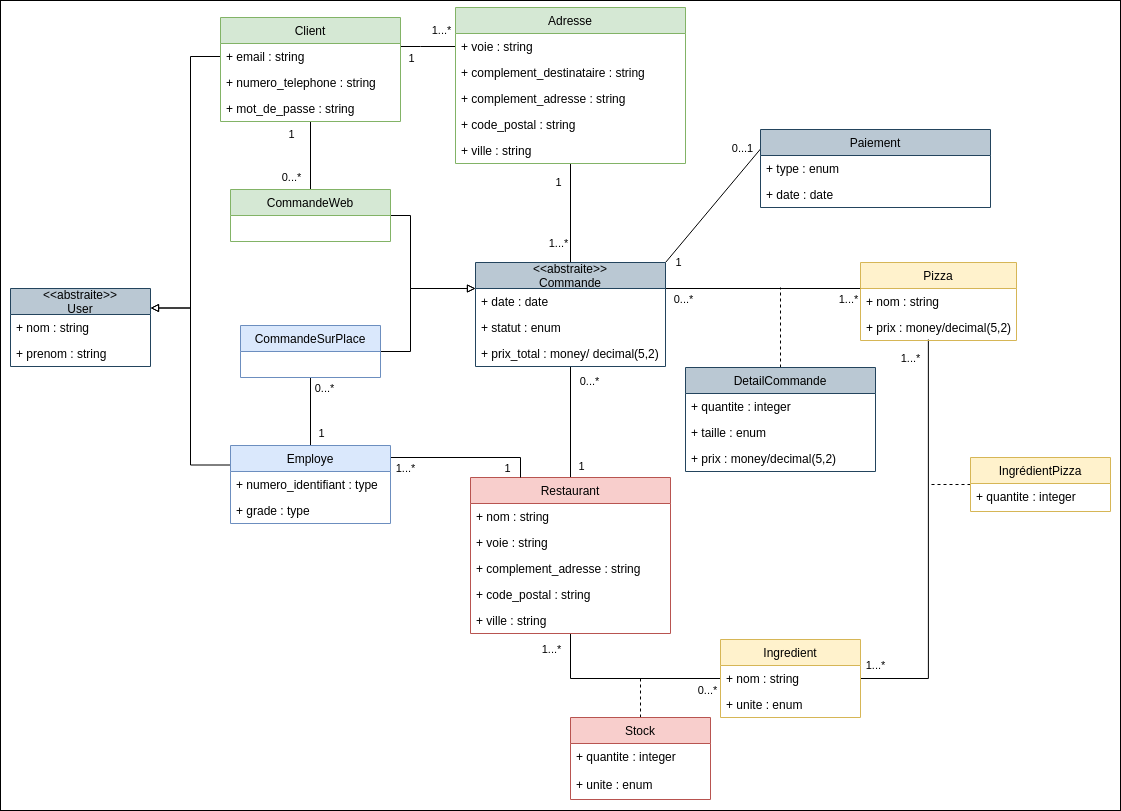 Client
+ email : string
+ numero_telephone : string
+ mot_de_passe : string
1...*
1
Adresse
+ voie : string
+ complement_destinataire : string
+ complement_adresse : string
+ code_postal : string
+ ville : string
1
0...*
CommandeWeb
1
1...*
0...1
1
Paiement
+ type : enum
+ date : date
<<abstraite>>
User
+ nom : string
+ prenom : string
<<abstraite>>
Commande
+ date : date
+ statut : enum
+ prix_total : money/ decimal(5,2)
0...*
1...*
Pizza
+ nom : string
+ prix : money/decimal(5,2)
CommandeSurPlace
0...*
1
0...*
1
1...*
DetailCommande
+ quantite : integer
+ taille : enum
+ prix : money/decimal(5,2)
Employe
+ numero_identifiant : type
+ grade : type
1...*
1
IngrédientPizza
+ quantite : integer
Restaurant
+ nom : string
+ voie : string
+ complement_adresse : string
+ code_postal : string
+ ville : string
1...*
0...*
Ingredient
+ nom : string
+ unite : enum
1...*
Stock
+ quantite : integer
+ unite : enum